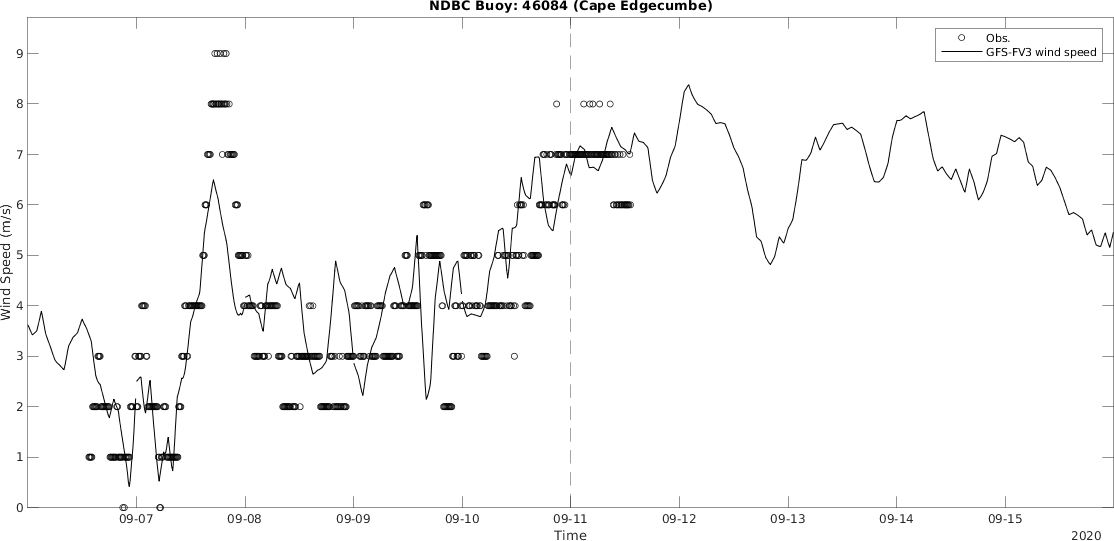 NDBC Buoy: 46084 (Cape Edgecumbe)
Obs.
GFS-FV3 wind speed
Wind Speed (m/s)
9
8
7
6
5
4
3
2
1
0
09-07 09-08 09-09 09-10 09-11 09-12 09-13 09-14 09-15
Time
2020